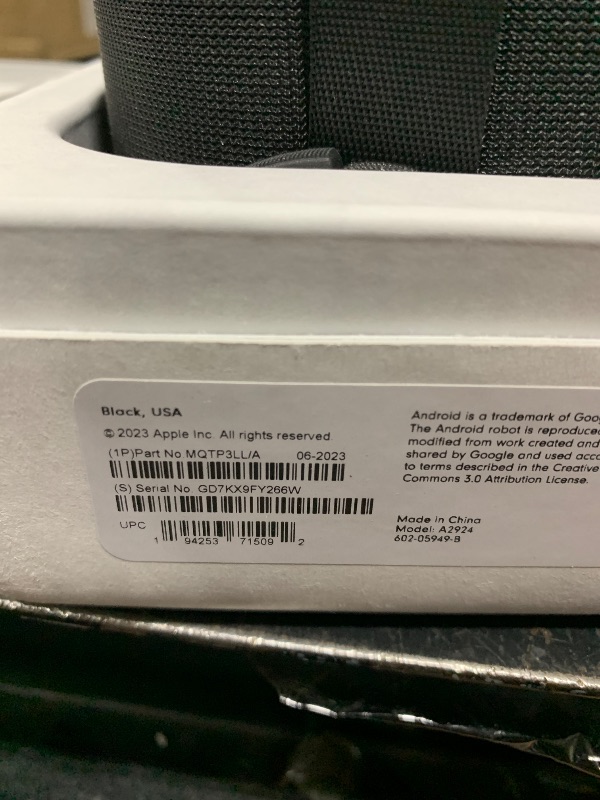 Black, USA
© 2023 Apple Inc. All rights reserved.
(1P)Part No.MQTP3LL/A 06-2023
(S) Serial No. GD7KX9FY266W
UPC
1 94253 71509 2
Android is a trademark of Goo
The Android robot is reproduced
modified from work created and
shared by Google and used acco
to terms described in the Creative
Commons 3.0 Attribution License.
Made in China
Model: A2924
602-05949-B